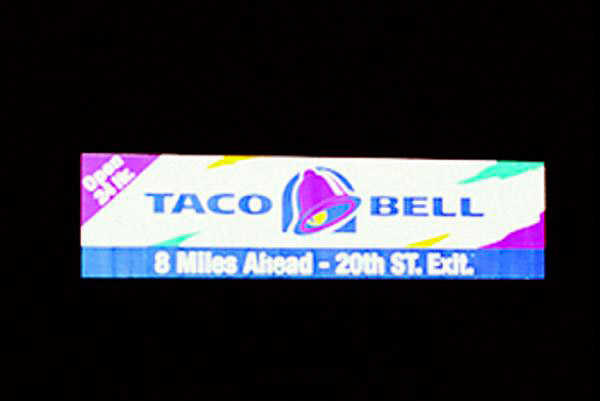 Open
24 Hr.
TACO BELL
8 Miles Ahead - 20th ST. Exit.